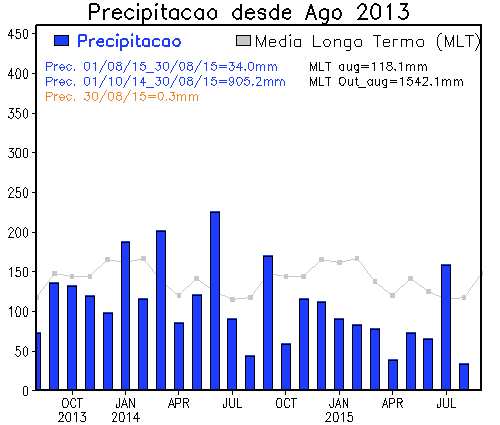 Precipitacao desde Ago 2013
Precipitacao
Media Longo Termo (MLT)
Prec. 01/08/15_30/08/15=34.0mm
MLT aug=118.1mm
Prec. 01/10/14_30/08/15=905.2mm
MLT Out_aug=1542.1mm
Prec. 30/08/15=0.3mm
450
400
350
300
250
200
150
100
50
0
OCT JAN APR JUL OCT JAN APR JUL
2013 2014 2015